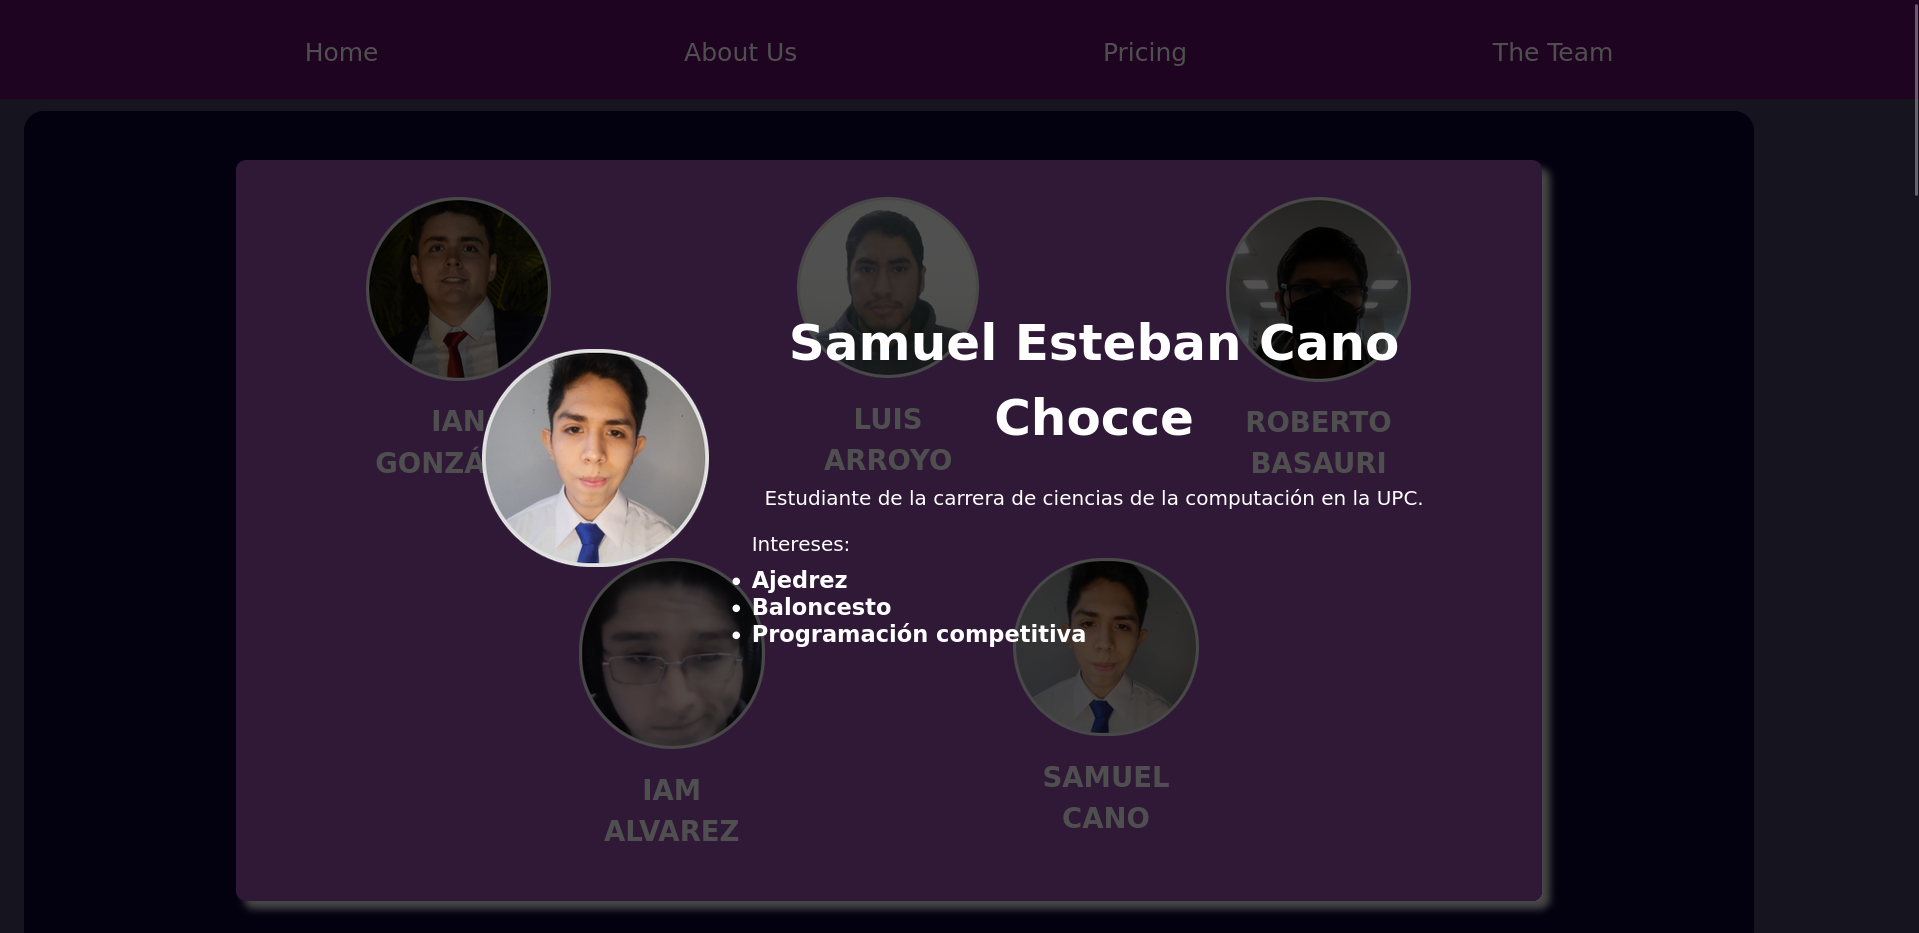 Home About Us Pricing The Team
Samuel Esteban Cano
Chocce
Estudiante de la carrera de ciencias de la computación en la UPC.
Intereses:
• Ajedrez
• Baloncesto
• Programación competitiva
IAN
GONZÁ
LUIS
ARROYO
ROBERTO
BASAURI
IAM
ALVAREZ
SAMUEL
CANO